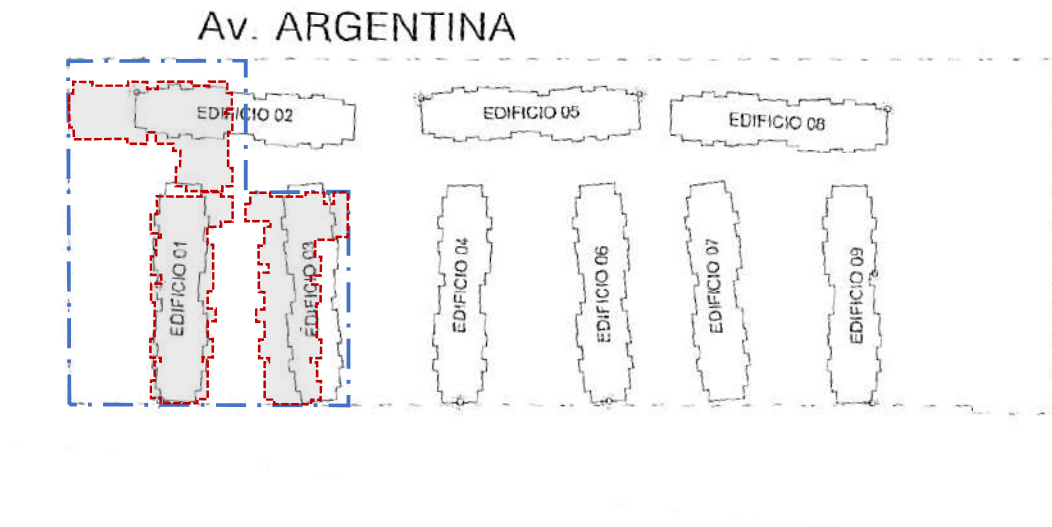 Av. ARGENTINA
EDIFICIO 02
EDIFICIO 05
EDIFICIO 08
EDIFICIO 01
EDIFICIO 03
EDIFICIO 04
EDIFICIO 06
EDIFICIO 07
EDIFICIO 09